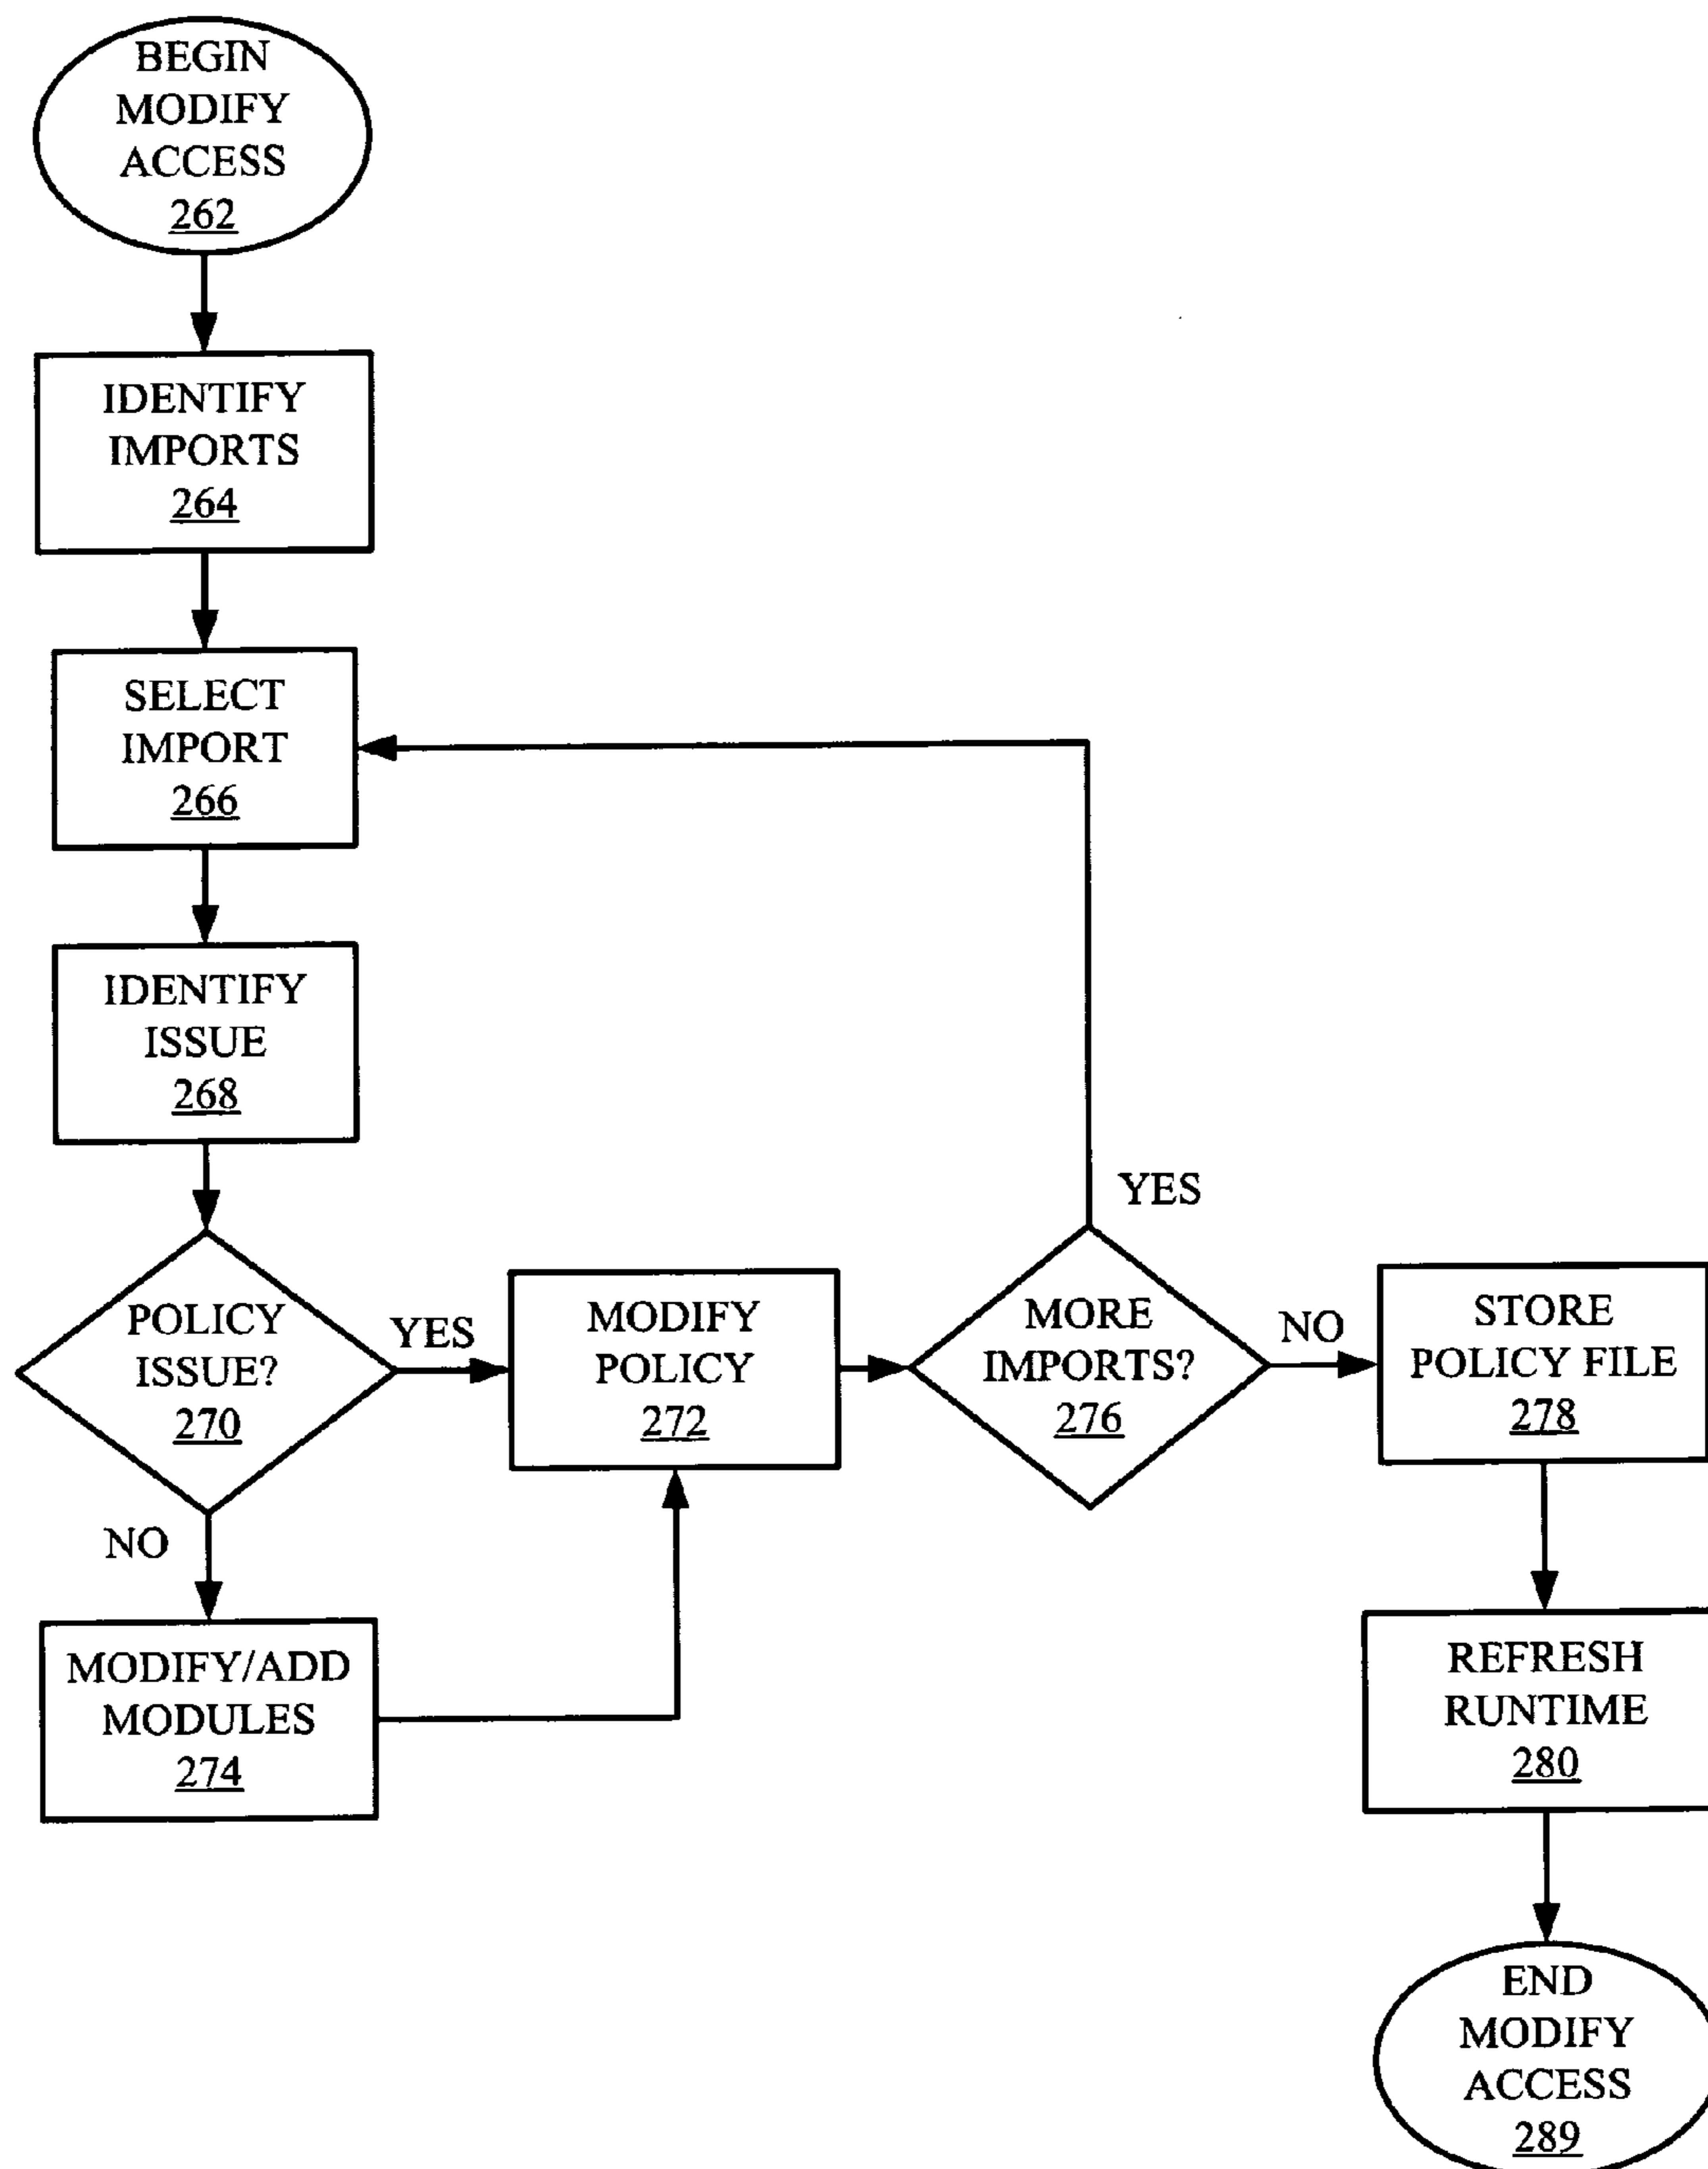 BEGIN
MODIFY
ACCESS
262
IDENTIFY
IMPORTS
264
SELECT
IMPORT
266
IDENTIFY
ISSUE
268
POLICY
ISSUE?
270
YES
NO
MODIFY
POLICY
272
MODIFY/ADD
MODULES
274
MORE
IMPORTS?
276
YES
NO
STORE
POLICY FILE
278
REFRESH
RUNTIME
280
END
MODIFY
ACCESS
289